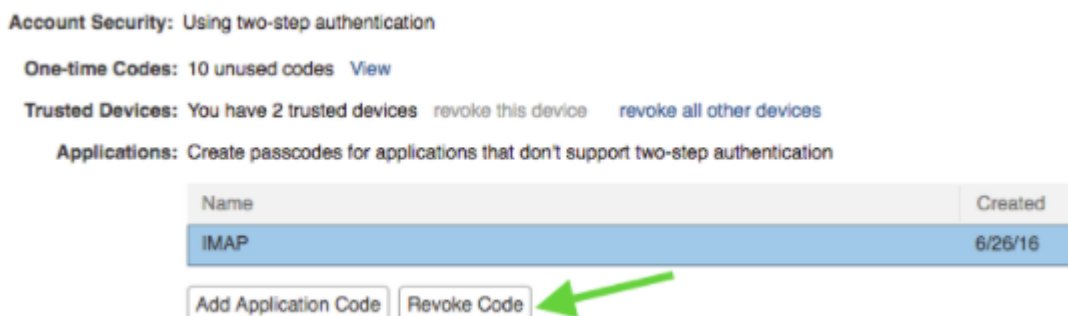 Account Security: Using two-step authentication
One-time Codes: 10 unused codes View
Trusted Devices: You have 2 trusted devices revoke this device revoke all other devices
Applications: Create passcodes for applications that don't support two-step authentication
Name Created
IMAP 6/26/16
Add Application Code Revoke Code